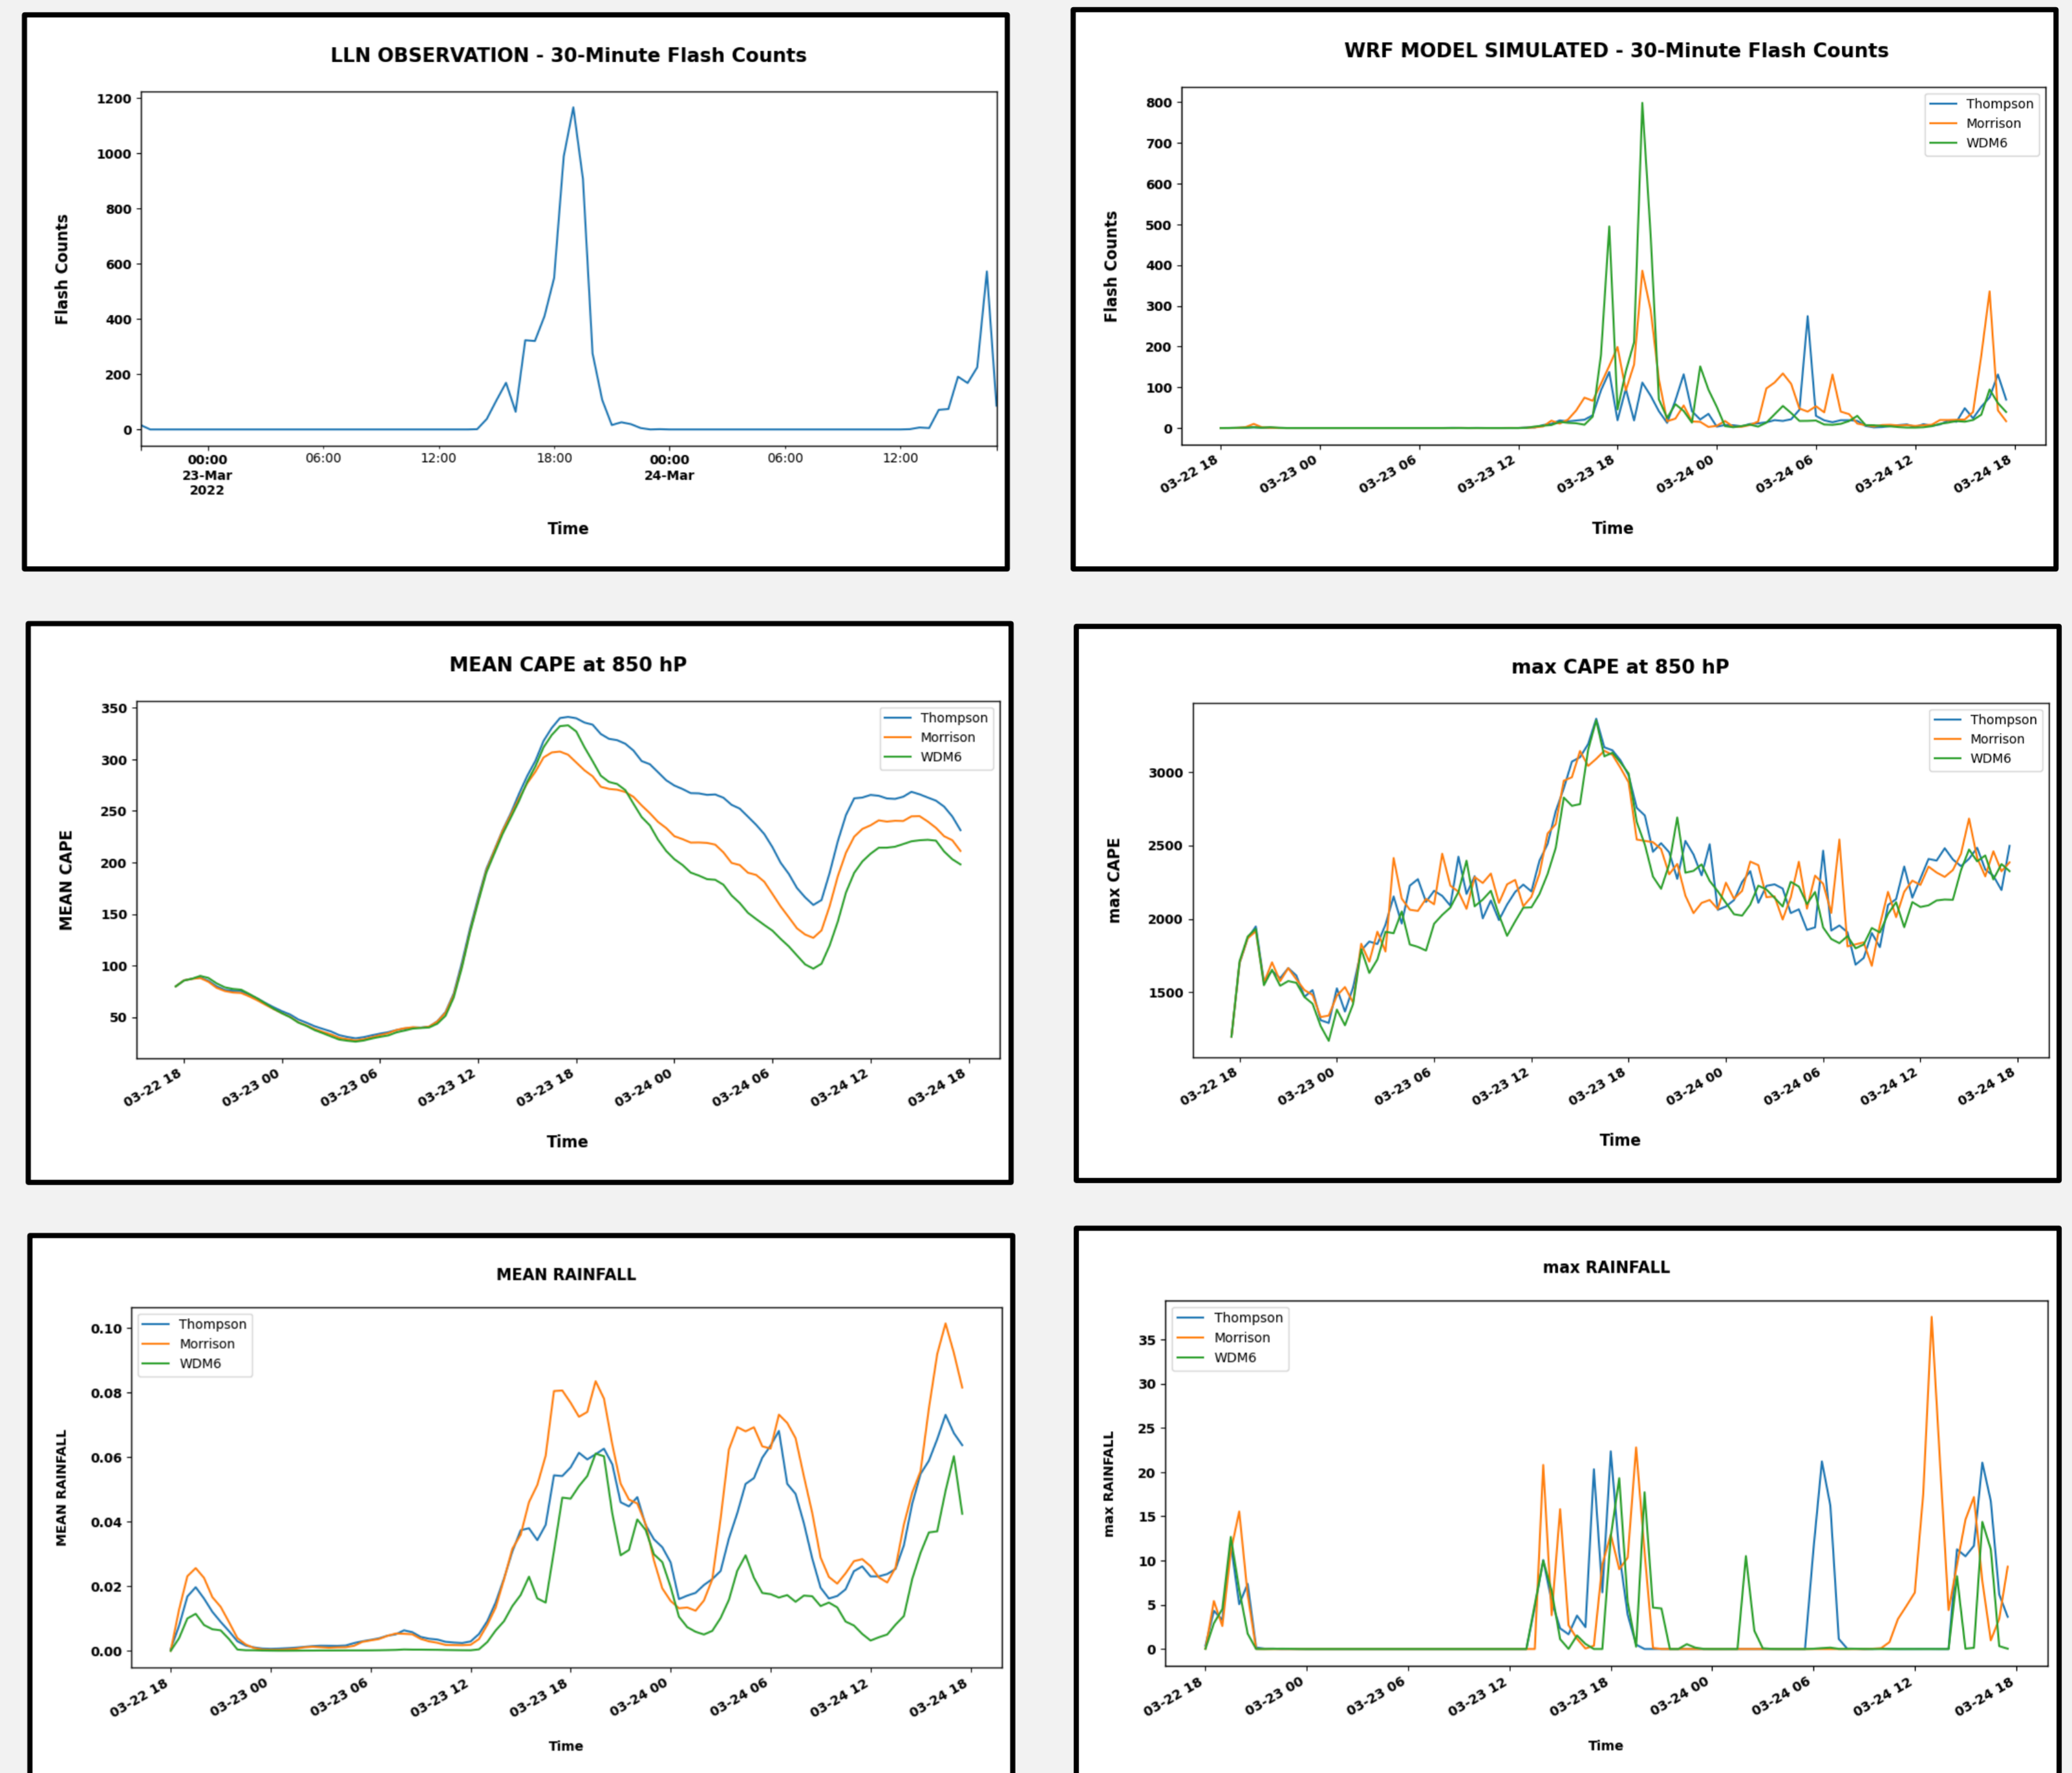 LLN OBSERVATION - 30-Minute Flash Counts
1200
1000
800
600
400
200
0
Flash Counts
00:00
23-Mar
2022
06:00
12:00
18:00
00:00
24-Mar
06:00
12:00
Time
WRF MODEL SIMULATED - 30-Minute Flash Counts
Thompson
Morrison
WDM6
800
700
600
500
400
300
200
100
0
Flash Counts
03-22 18
03-23 00
03-23 06
03-23 12
03-23 18
03-24 00
03-24 06
03-24 12
03-24 18
Time
MEAN CAPE at 850 hP
Thompson
Morrison
WDM6
350
300
250
200
150
100
50
MEAN CAPE
03-22 18
03-23 00
03-23 06
03-23 12
03-23 18
03-24 00
03-24 06
03-24 12
03-24 18
Time
max CAPE at 850 hP
Thompson
Morrison
WDM6
3000
2500
2000
1500
max CAPE
03-22 18
03-23 00
03-23 06
03-23 12
03-23 18
03-24 00
03-24 06
03-24 12
03-24 18
Time
MEAN RAINFALL
Thompson
Morrison
WDM6
0.10
0.08
0.06
0.04
0.02
0.00
MEAN RAINFALL
03-22 18
03-23 00
03-23 06
03-23 12
03-23 18
03-24 00
03-24 06
03-24 12
03-24 18
Time
max RAINFALL
Thompson
Morrison
WDM6
35
30
25
20
15
10
5
0
max RAINFALL
03-22 18
03-23 00
03-23 06
03-23 12
03-23 18
03-24 00
03-24 06
03-24 12
03-24 18
Time